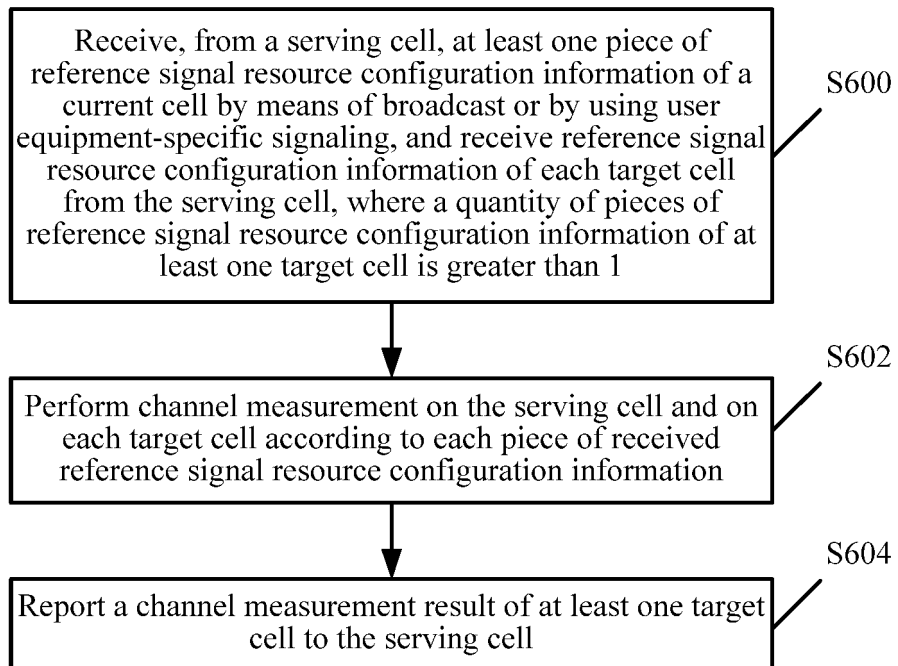 Receive, from a serving cell, at least one piece of
reference signal resource configuration information of a
current cell by means of broadcast or by using user
equipment-specific signaling, and receive reference signal
resource configuration information of each target cell
from the serving cell, where a quantity of pieces of
reference signal resource configuration information of at
least one target cell is greater than 1
S600
Perform channel measurement on the serving cell and on
each target cell according to each piece of received
reference signal resource configuration information
S602
Report a channel measurement result of at least one target
cell to the serving cell
S604